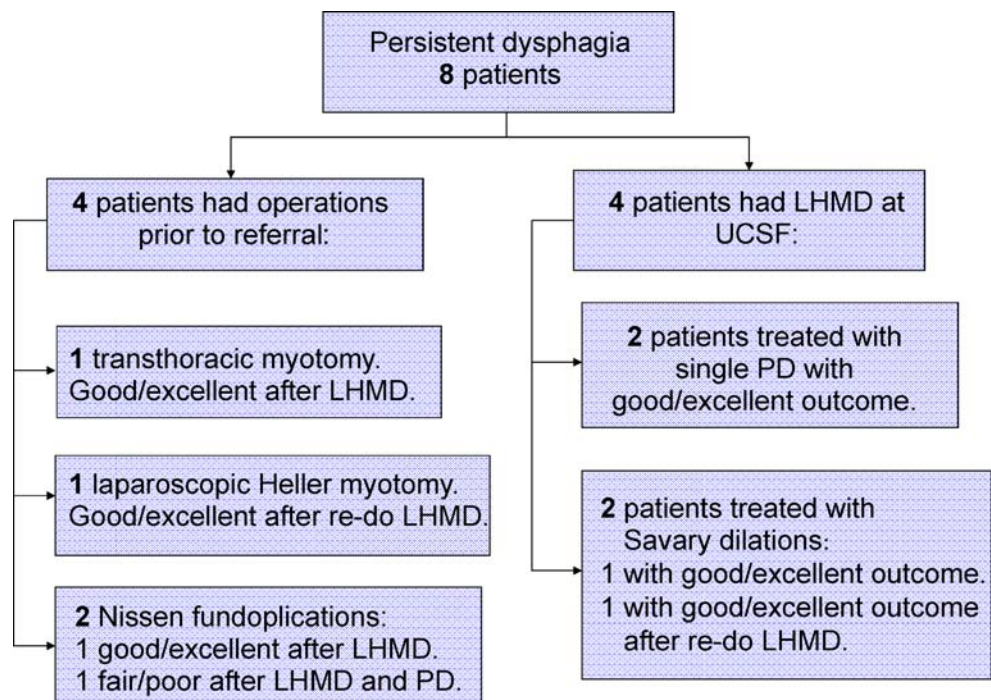 Persistent dysphagia
8 patients
4 patients had operations
prior to referral:
1 transthoracic myotomy.
Good/excellent after LHMD.
1 laparoscopic Heller myotomy.
Good/excellent after re-do LHMD.
2 Nissen fundoplications:
1 good/excellent after LHMD.
1 fair/poor after LHMD and PD.
4 patients had LHMD at
UCSF:
2 patients treated with
single PD with
good/excellent outcome.
2 patients treated with
Savary dilations:
1 with good/excellent outcome.
1 with good/excellent outcome
after re-do LHMD.